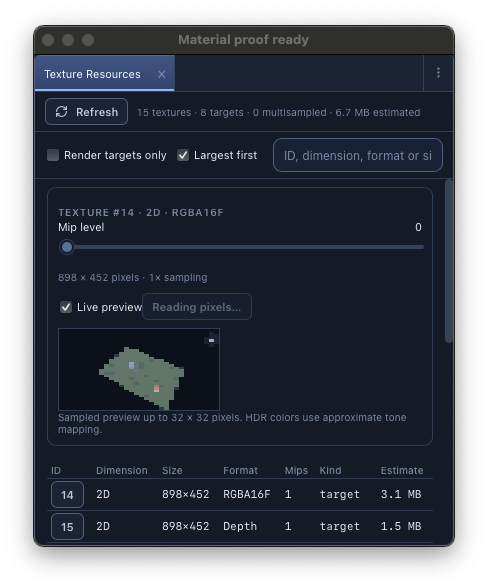 Material proof ready
Texture Resources
Refresh 15 textures · 8 targets · 0 multisampled · 6.7 MB estimated
Render targets only Largest first ID, dimension, format or si
TEXTURE #14 · 2D · RGBA16F
Mip level 0
898 × 452 pixels · 1× sampling
Live preview Reading pixels...
Sampled preview up to 32 × 32 pixels. HDR colors use approximate tone
mapping.
ID Dimension Size Format Mips Kind Estimate
14 2D 898×452 RGBA16F 1 target 3.1 MB
15 2D 898×452 Depth 1 target 1.5 MB